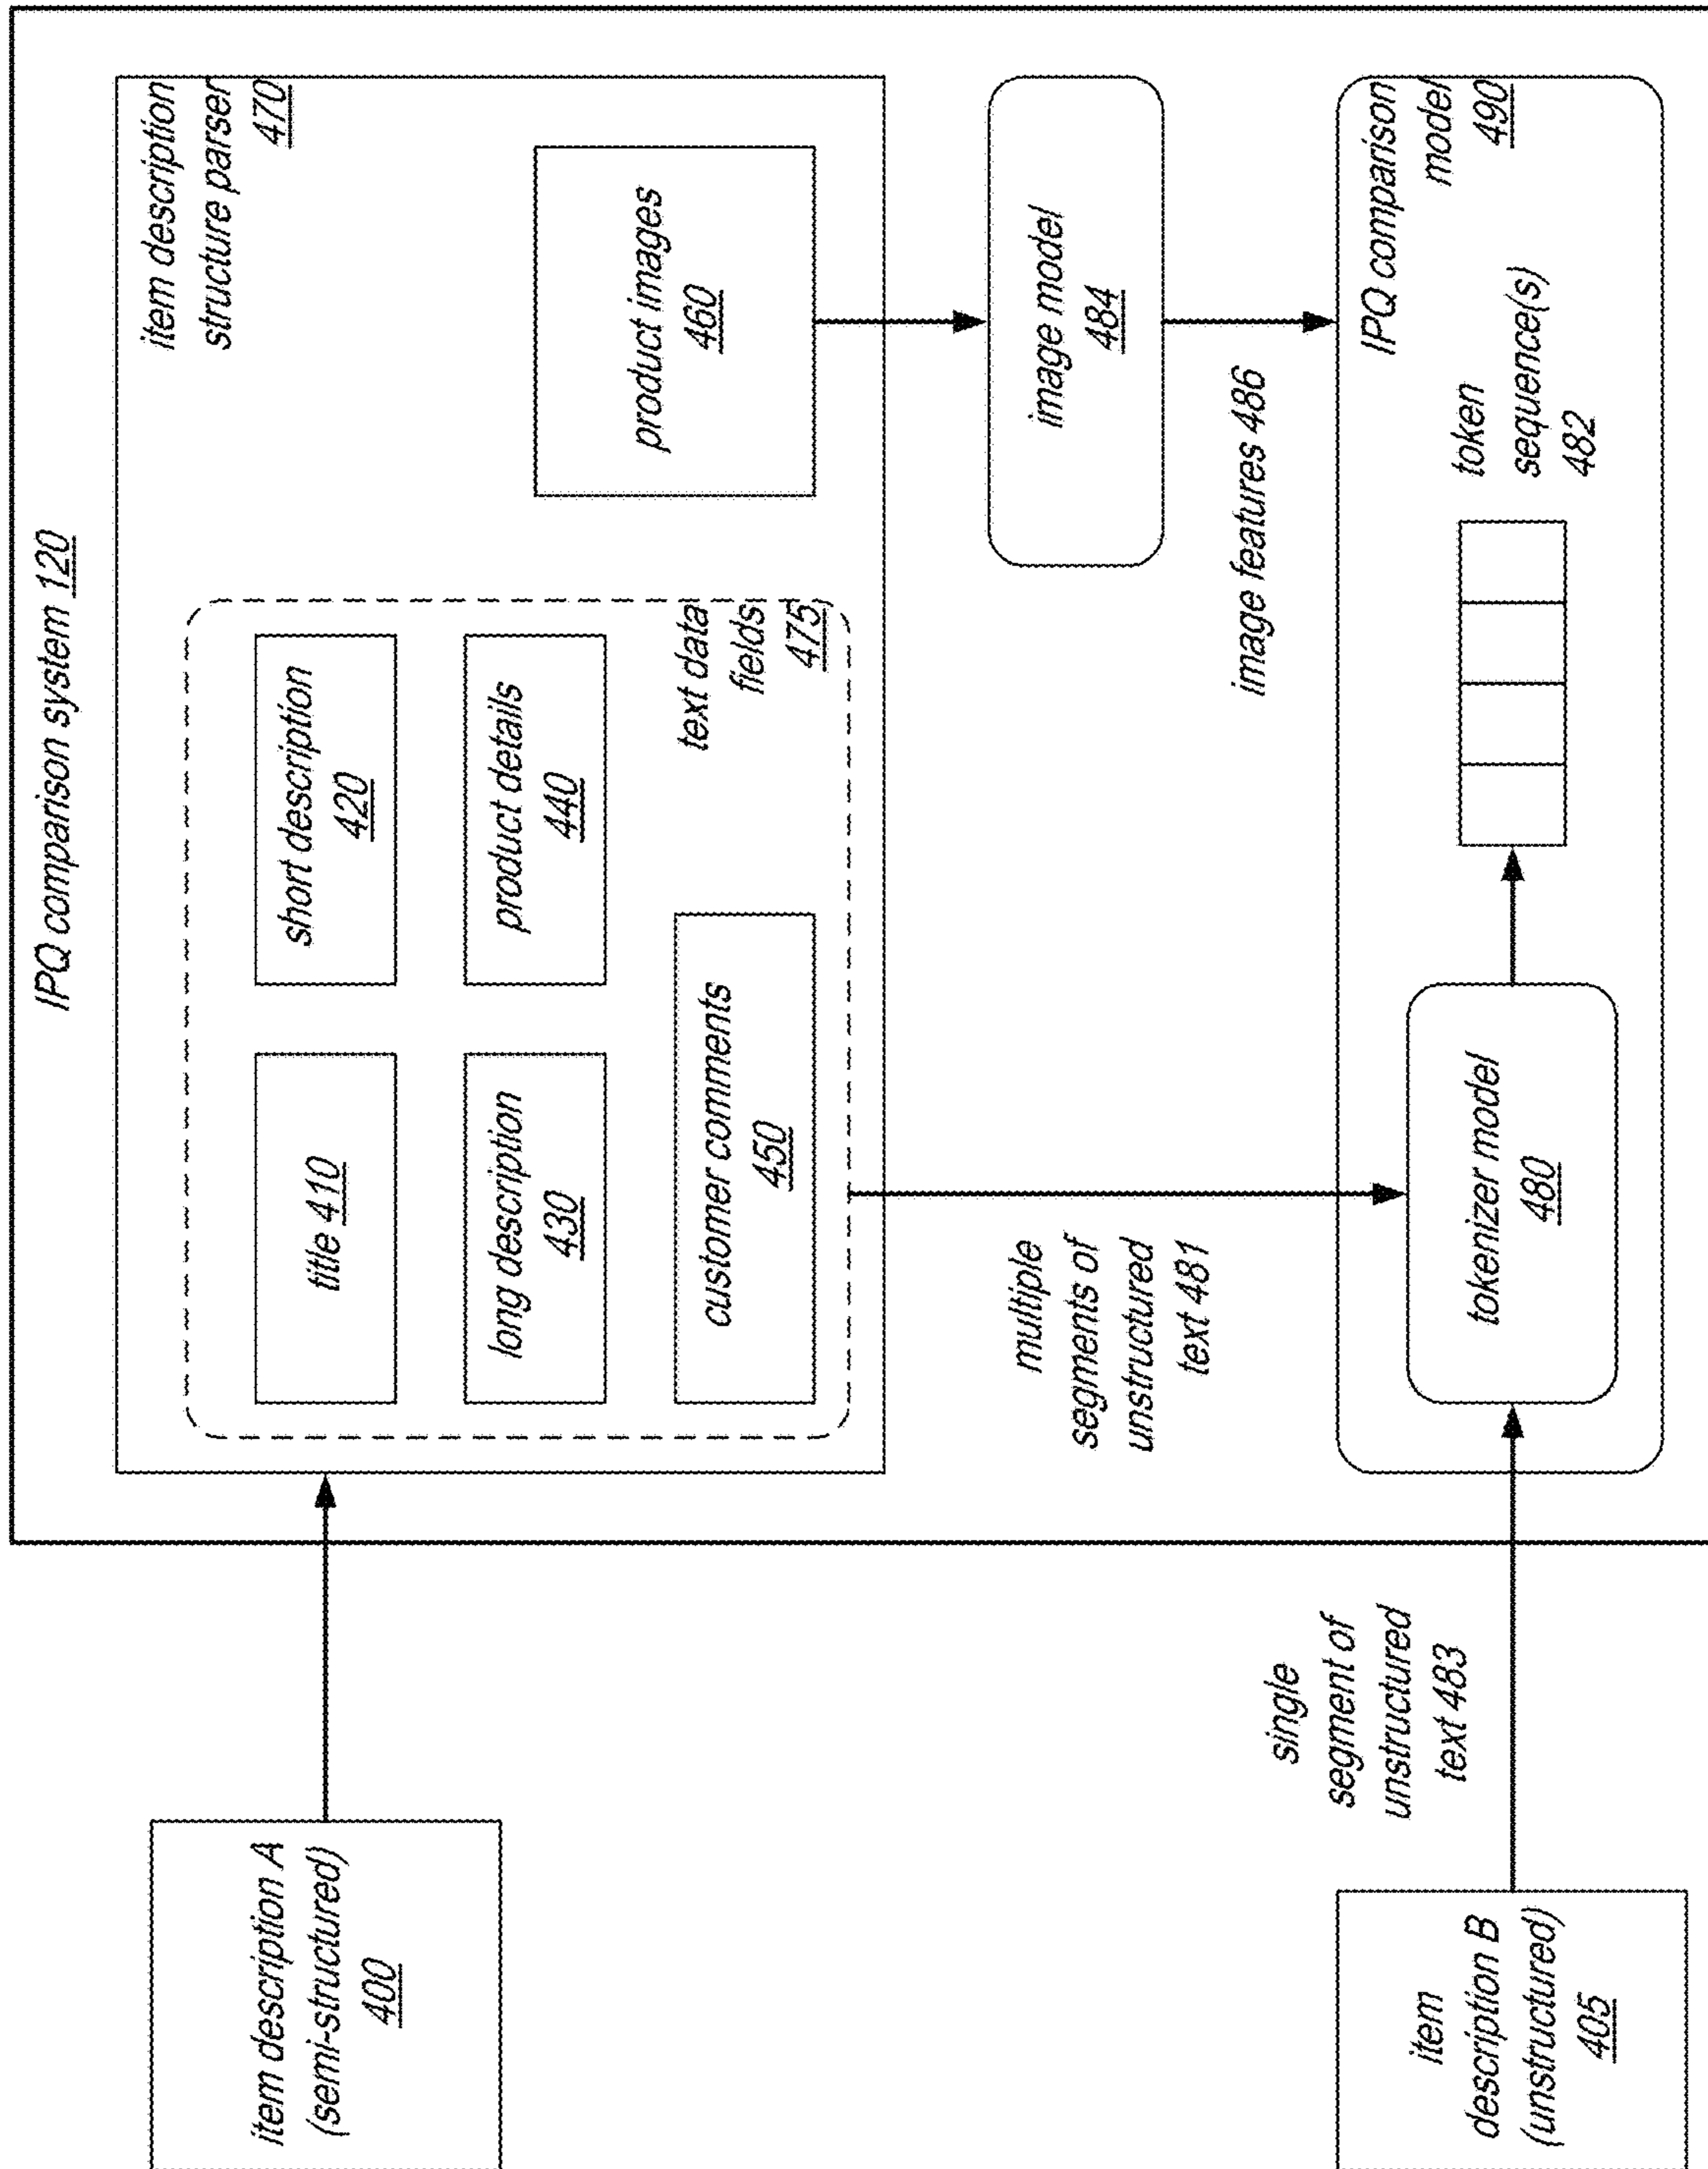 IPQ comparison system 120
item description A
(semi-structured)
400
item description
structure parser
470
title 410
short description
420
long description
430
product details
440
customer comments
450
text data
fields
475
product images
460
image model
484
multiple
segments of
unstructured
text 481
image features 486
item
description B
(unstructured)
405
single
segment of
unstructured
text 483
IPQ comparison
model
490
tokenizer model
480
token
sequence(s)
482